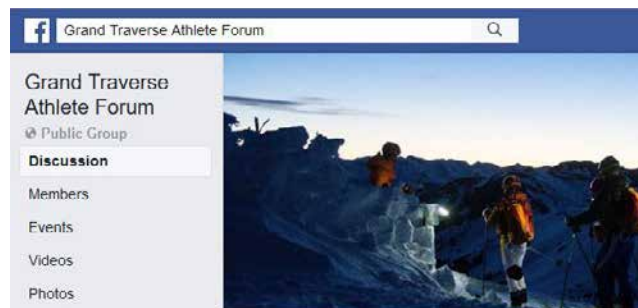 Grand Traverse Athlete Forum
Grand Traverse
Athlete Forum
Public Group
Discussion
Members
Events
Videos
Photos